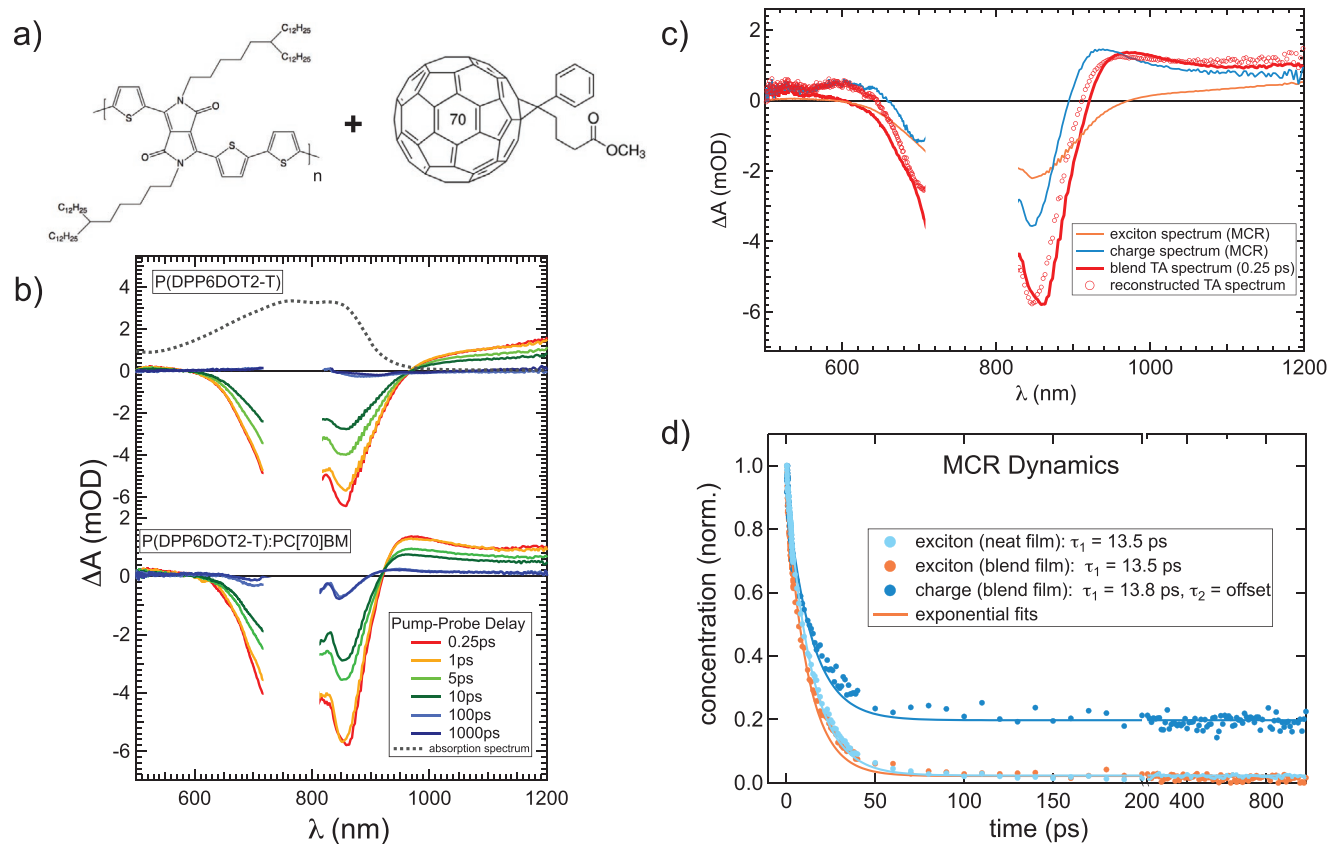 a)
C12H25
C12H25
N
O
S
S
S
O
N
n
C12H25
C12H25
+
70
O
OCH3
b)
P(DPP6DOT2-T)
4
2
0
-2
-4
-6
2
P(DPP6DOT2-T):PC[70]BM
0
-2
-4
-6
ΔA (mOD)
Pump-Probe Delay
0.25ps
1ps
5ps
10ps
100ps
1000ps
absorption spectrum
600
800
1000
1200
λ (nm)
c)
2
0
-2
-4
-6
ΔA (mOD)
exciton spectrum (MCR)
charge spectrum (MCR)
blend TA spectrum (0.25 ps)
reconstructed TA spectrum
600
800
1000
1200
λ (nm)
d)
MCR Dynamics
1.0
0.8
0.6
0.4
0.2
0.0
concentration (norm.)
exciton (neat film): τ1 = 13.5 ps
exciton (blend film): τ1 = 13.5 ps
charge (blend film): τ1 = 13.8 ps, τ2 = offset
exponential fits
0
50
100
150
200
400
800
time (ps)